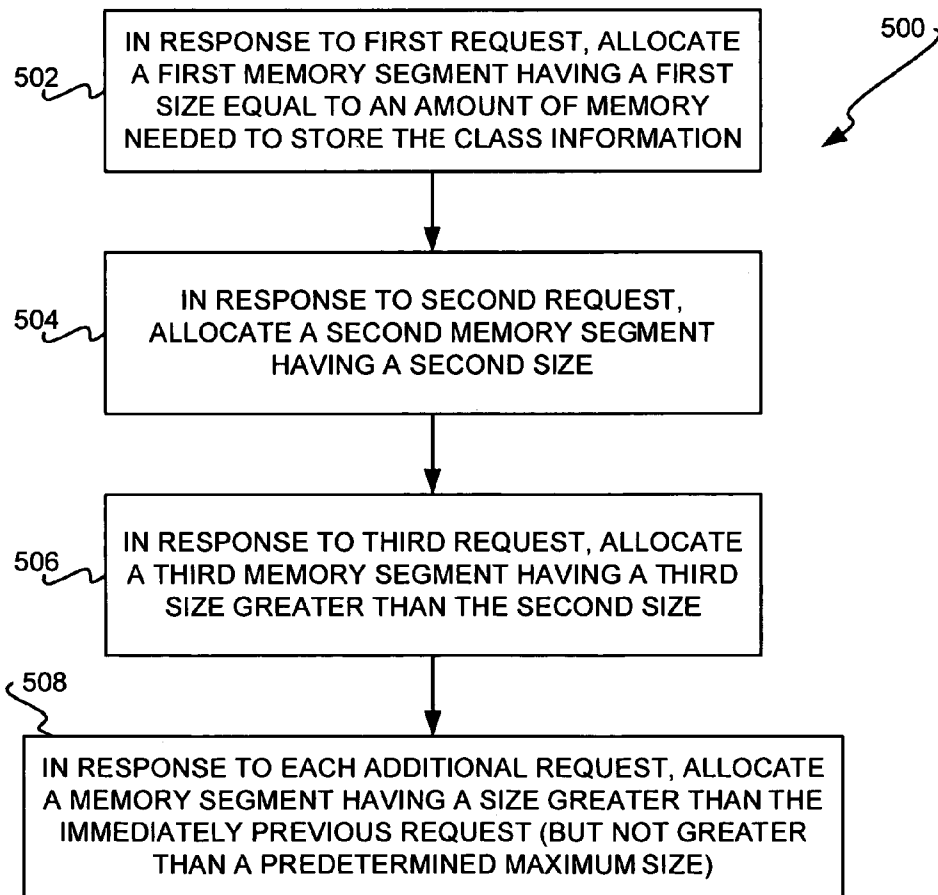 500
502
IN RESPONSE TO FIRST REQUEST, ALLOCATE
A FIRST MEMORY SEGMENT HAVING A FIRST
SIZE EQUAL TO AN AMOUNT OF MEMORY
NEEDED TO STORE THE CLASS INFORMATION
504
IN RESPONSE TO SECOND REQUEST,
ALLOCATE A SECOND MEMORY SEGMENT
HAVING A SECOND SIZE
506
IN RESPONSE TO THIRD REQUEST, ALLOCATE
A THIRD MEMORY SEGMENT HAVING A THIRD
SIZE GREATER THAN THE SECOND SIZE
508
IN RESPONSE TO EACH ADDITIONAL REQUEST, ALLOCATE
A MEMORY SEGMENT HAVING A SIZE GREATER THAN THE
IMMEDIATELY PREVIOUS REQUEST (BUT NOT GREATER
THAN A PREDETERMINED MAXIMUM SIZE)